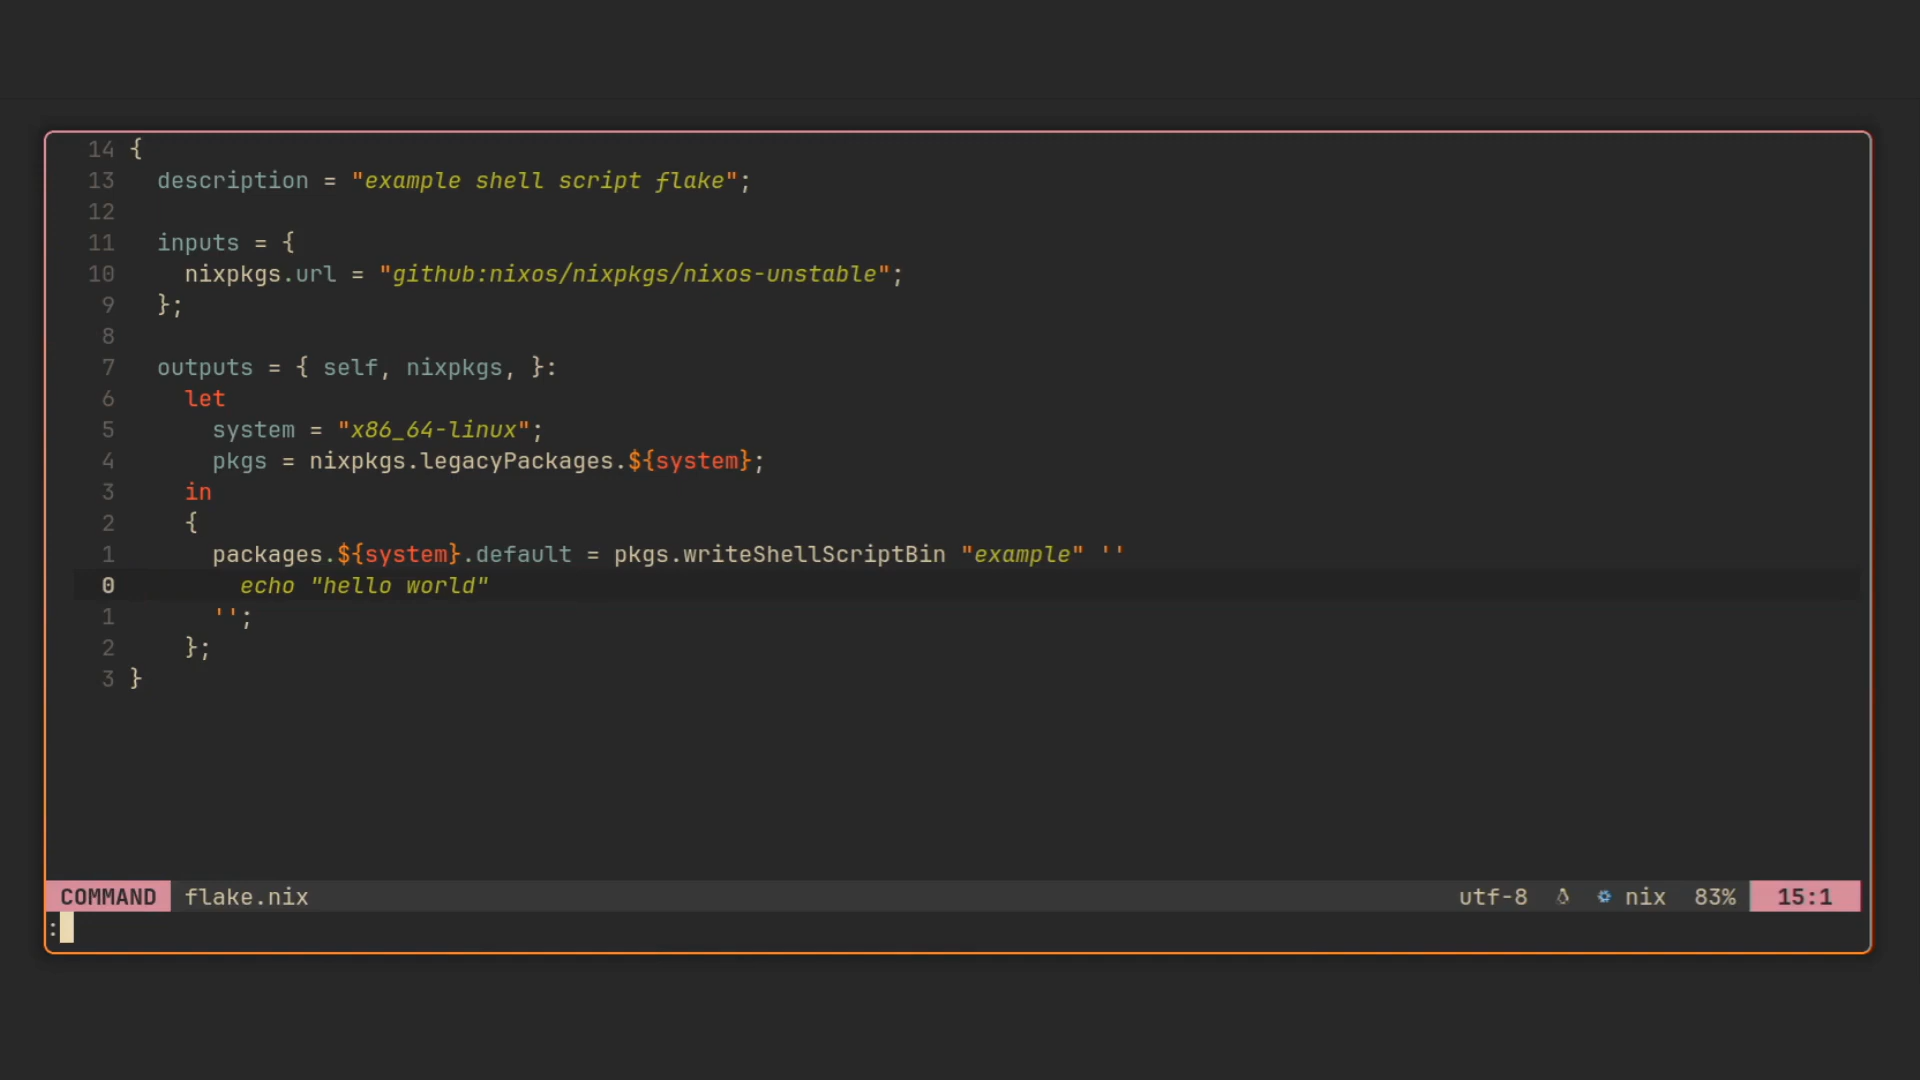 14 {
13   description = "example shell script flake";
12
11   inputs = {
10     nixpkgs.url = "github:nixos/nixpkgs/nixos-unstable";
9   };
8
7   outputs = { self, nixpkgs, }:
6     let
5       system = "x86_64-linux";
4       pkgs = nixpkgs.legacyPackages.${system};
3     in
2     {
1       packages.${system}.default = pkgs.writeShellScriptBin "example" ''
0         echo "hello world"
1       '';
2     };
3 }
COMMAND flake.nix utf-8 nix 83% 15:1
: